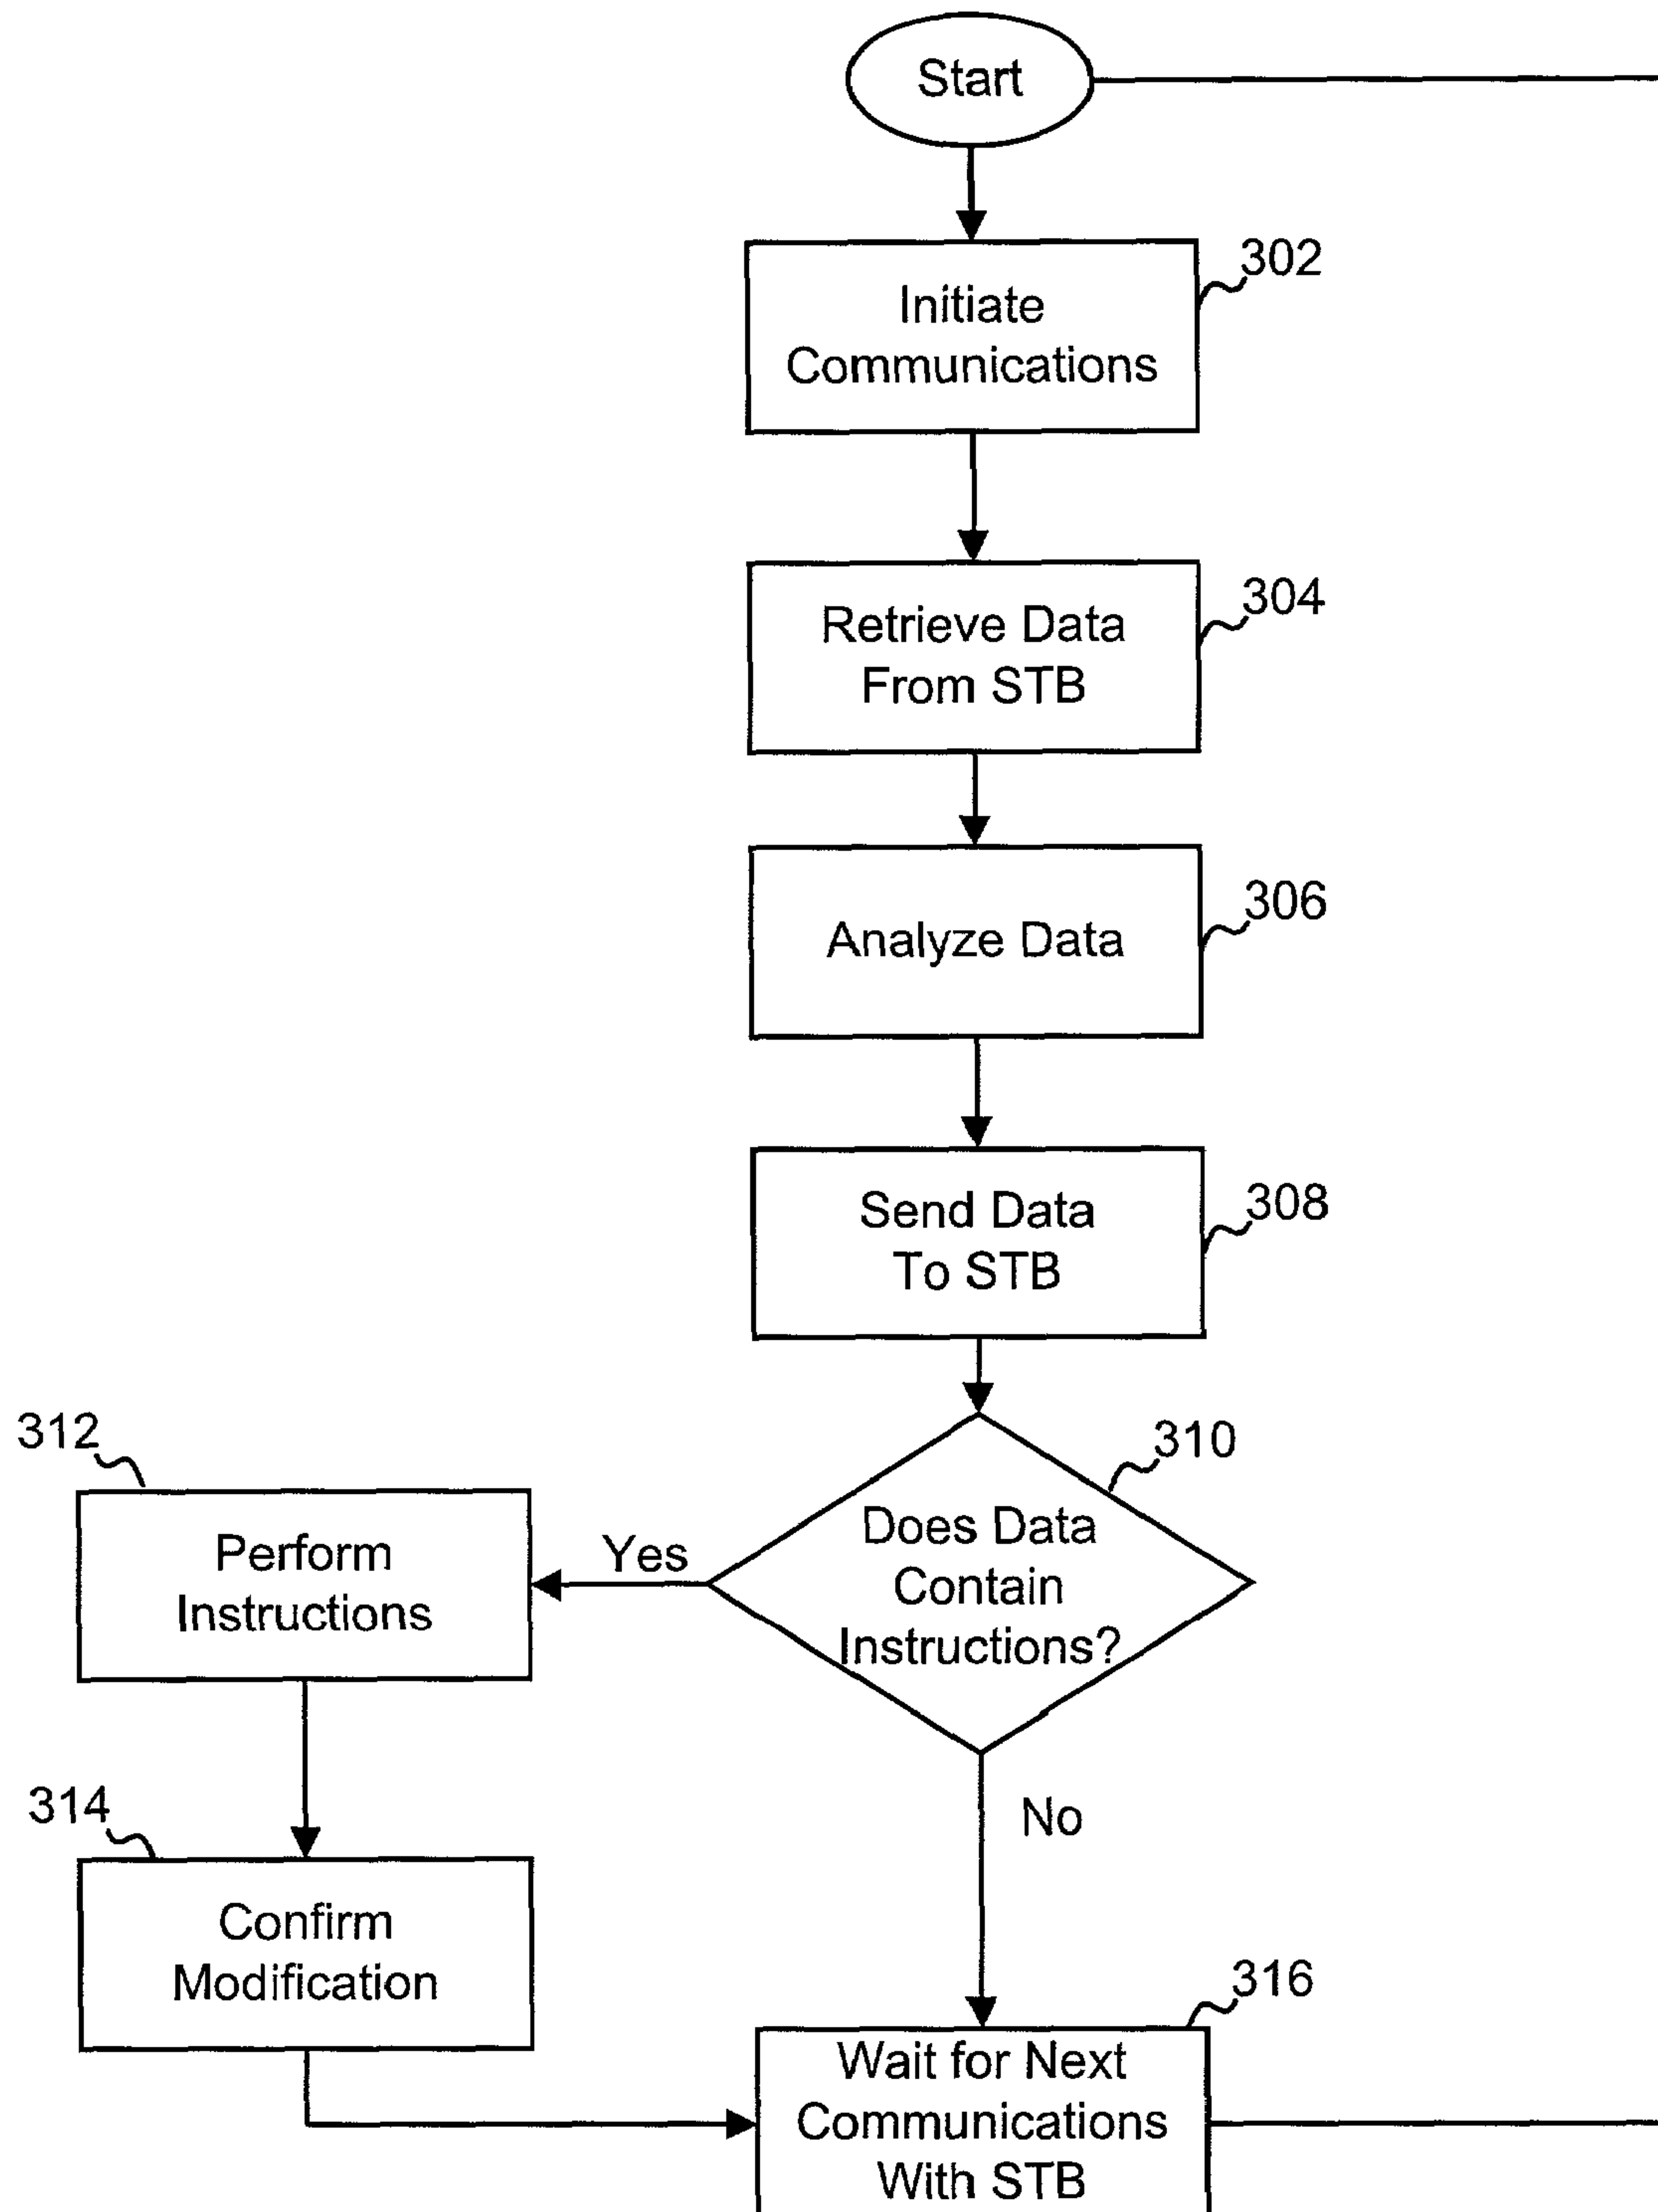 Start
302
Initiate
Communications
304
Retrieve Data
From STB
306
Analyze Data
308
Send Data
To STB
310
Does Data
Contain
Instructions?
Yes
312
Perform
Instructions
314
Confirm
Modification
No
316
Wait for Next
Communications
With STB